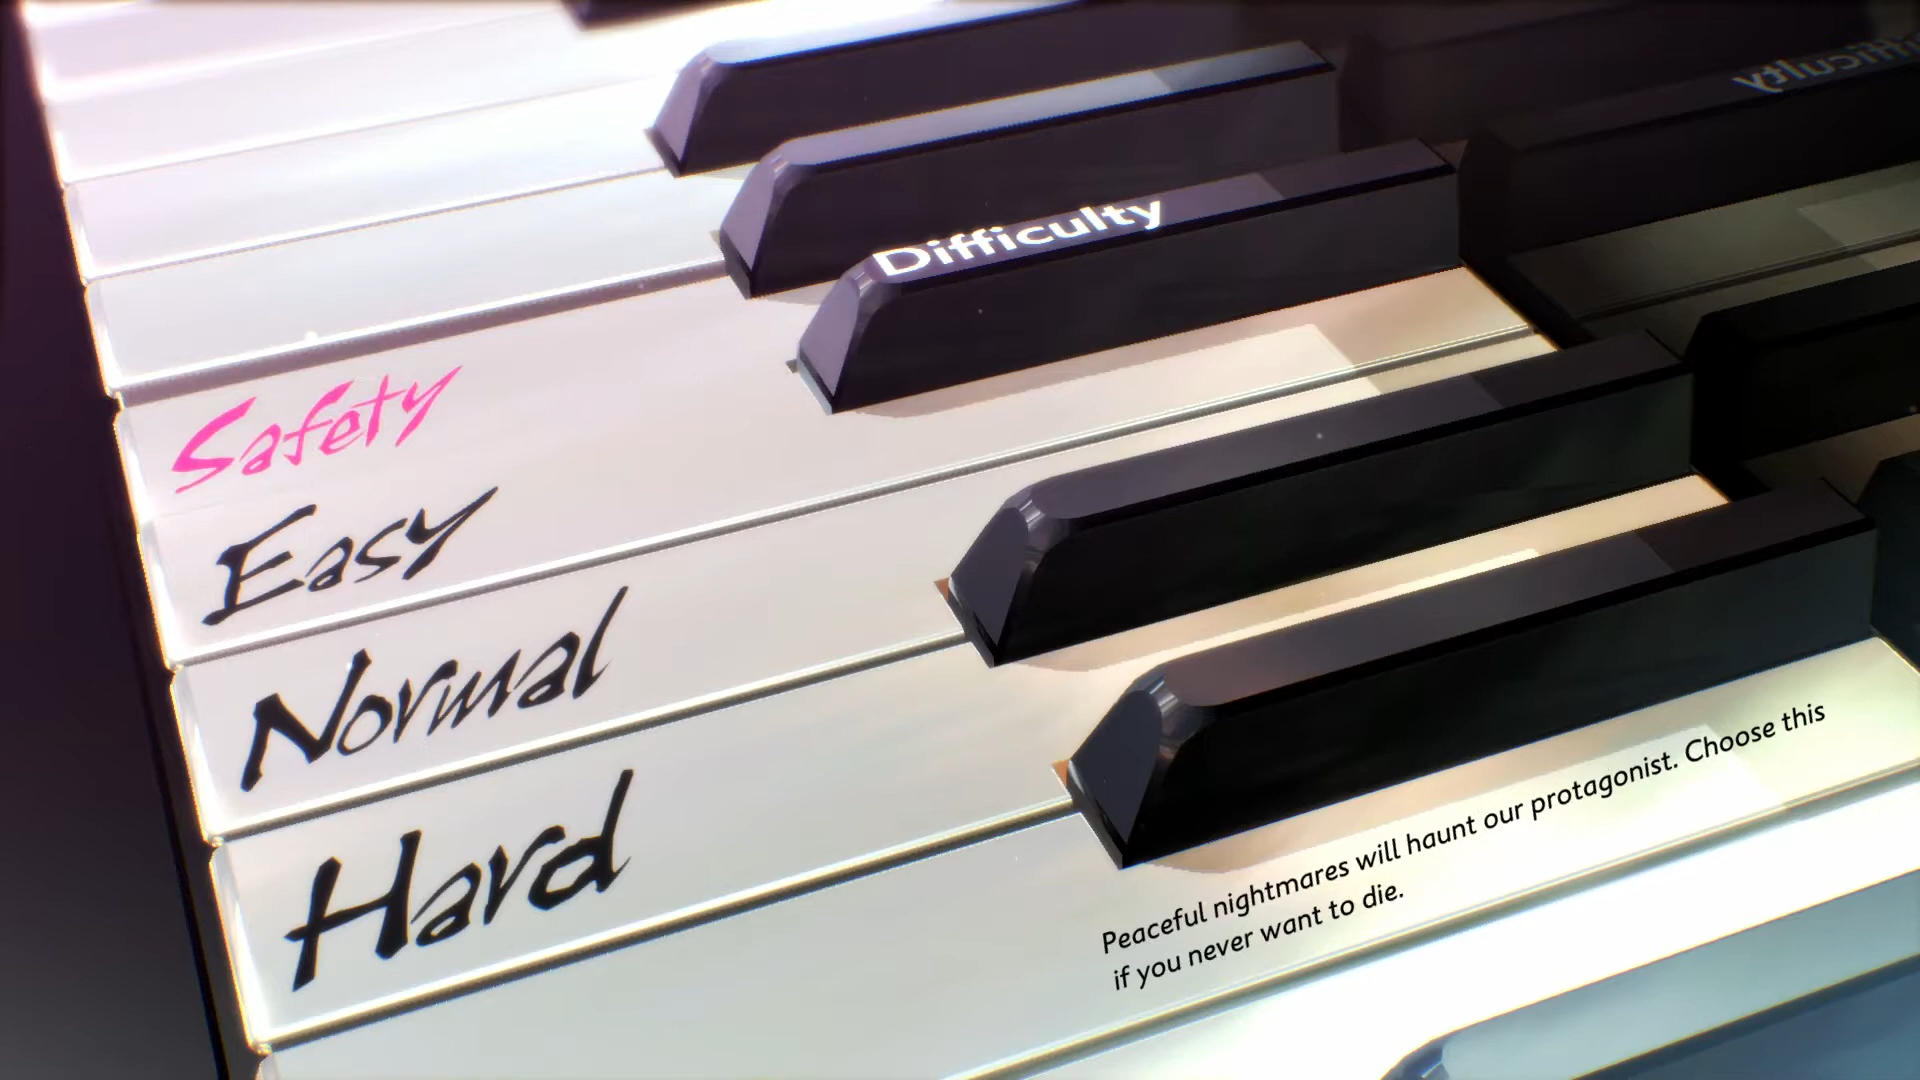 Difficulty
Difficulty
Safety
Easy
Normal
Hard
Peaceful nightmares will haunt our protagonist. Choose this
if you never want to die.